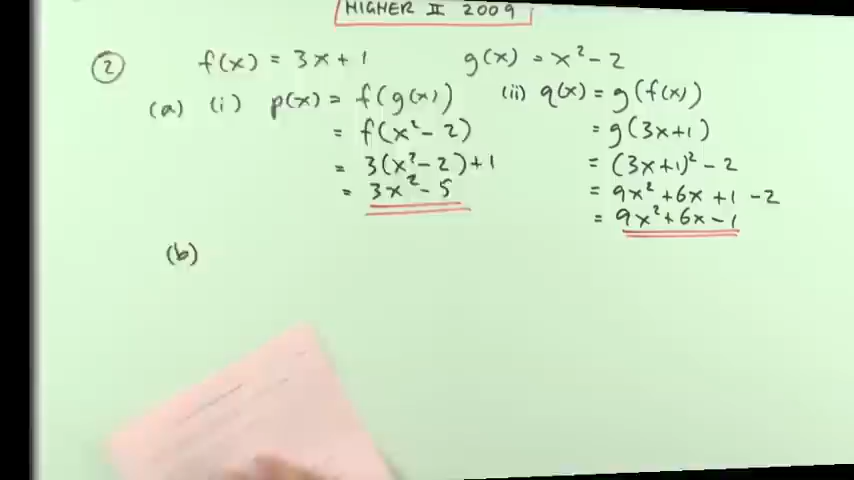 HIGHER II 2009
② f(x) = 3x + 1 g(x) = x² - 2
(a) (i) p(x) = f(g(x)) (ii) q(x) = g(f(x))
= f(x² - 2) = g(3x+1)
= 3(x² - 2) + 1 = (3x+1)² - 2
= 3x² - 5 = 9x² + 6x + 1 - 2
= 9x² + 6x - 1
(b)